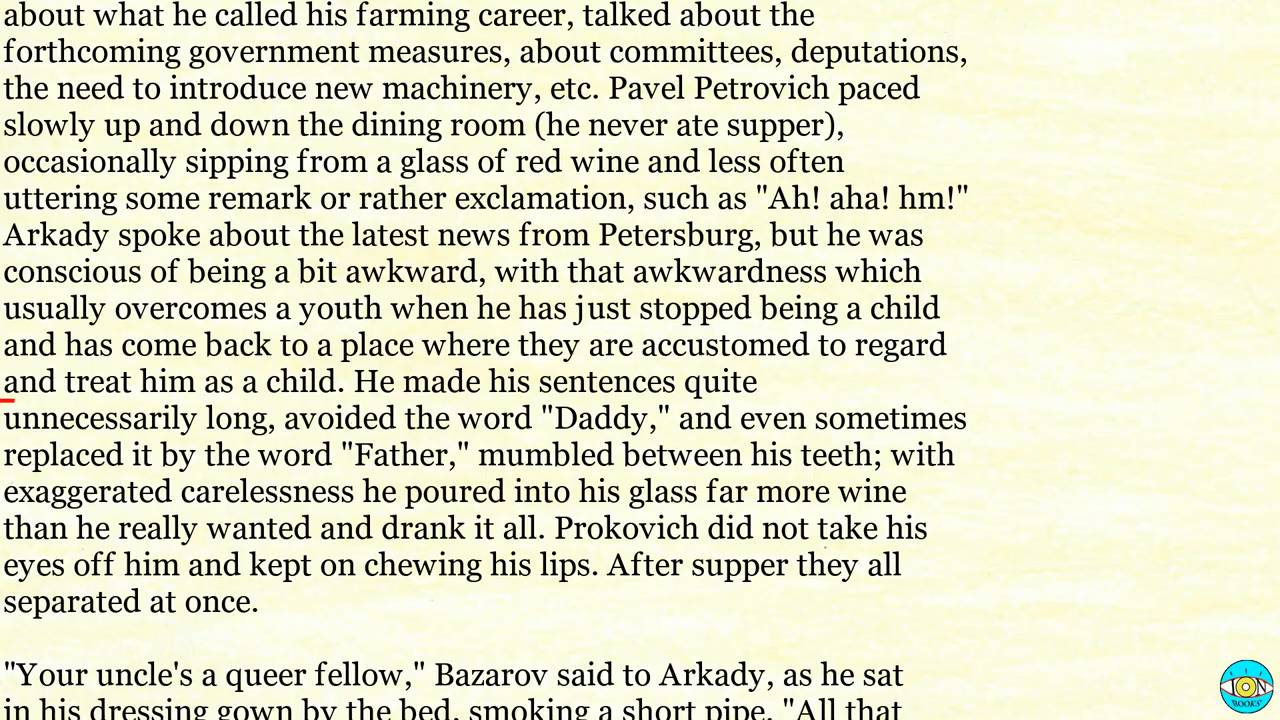 about what he called his farming career, talked about the
forthcoming government measures, about committees, deputations,
the need to introduce new machinery, etc. Pavel Petrovich paced
slowly up and down the dining room (he never ate supper),
occasionally sipping from a glass of red wine and less often
uttering some remark or rather exclamation, such as "Ah! aha! hm!"
Arkady spoke about the latest news from Petersburg, but he was
conscious of being a bit awkward, with that awkwardness which
usually overcomes a youth when he has just stopped being a child
and has come back to a place where they are accustomed to regard
and treat him as a child. He made his sentences quite
unnecessarily long, avoided the word "Daddy," and even sometimes
replaced it by the word "Father," mumbled between his teeth; with
exaggerated carelessness he poured into his glass far more wine
than he really wanted and drank it all. Prokovich did not take his
eyes off him and kept on chewing his lips. After supper they all
separated at once.
"Your uncle's a queer fellow," Bazarov said to Arkady, as he sat
in his dressing gown by the bed, smoking a short pipe. "All that
ION
BOOKS